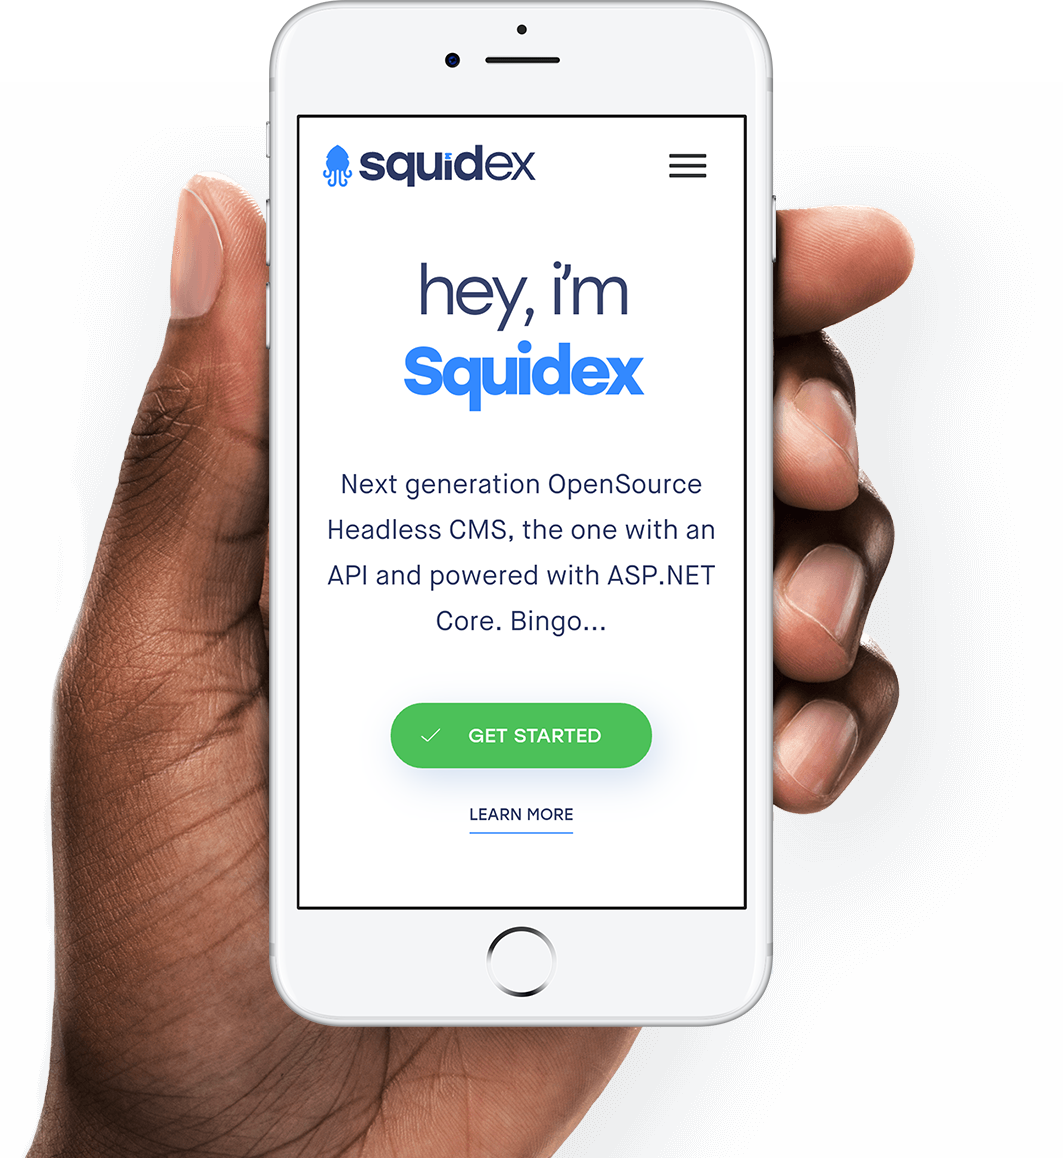 squidex
hey, i'm
Squidex
Next generation OpenSource
Headless CMS, the one with an
API and powered with ASP.NET
Core. Bingo...
GET STARTED
LEARN MORE